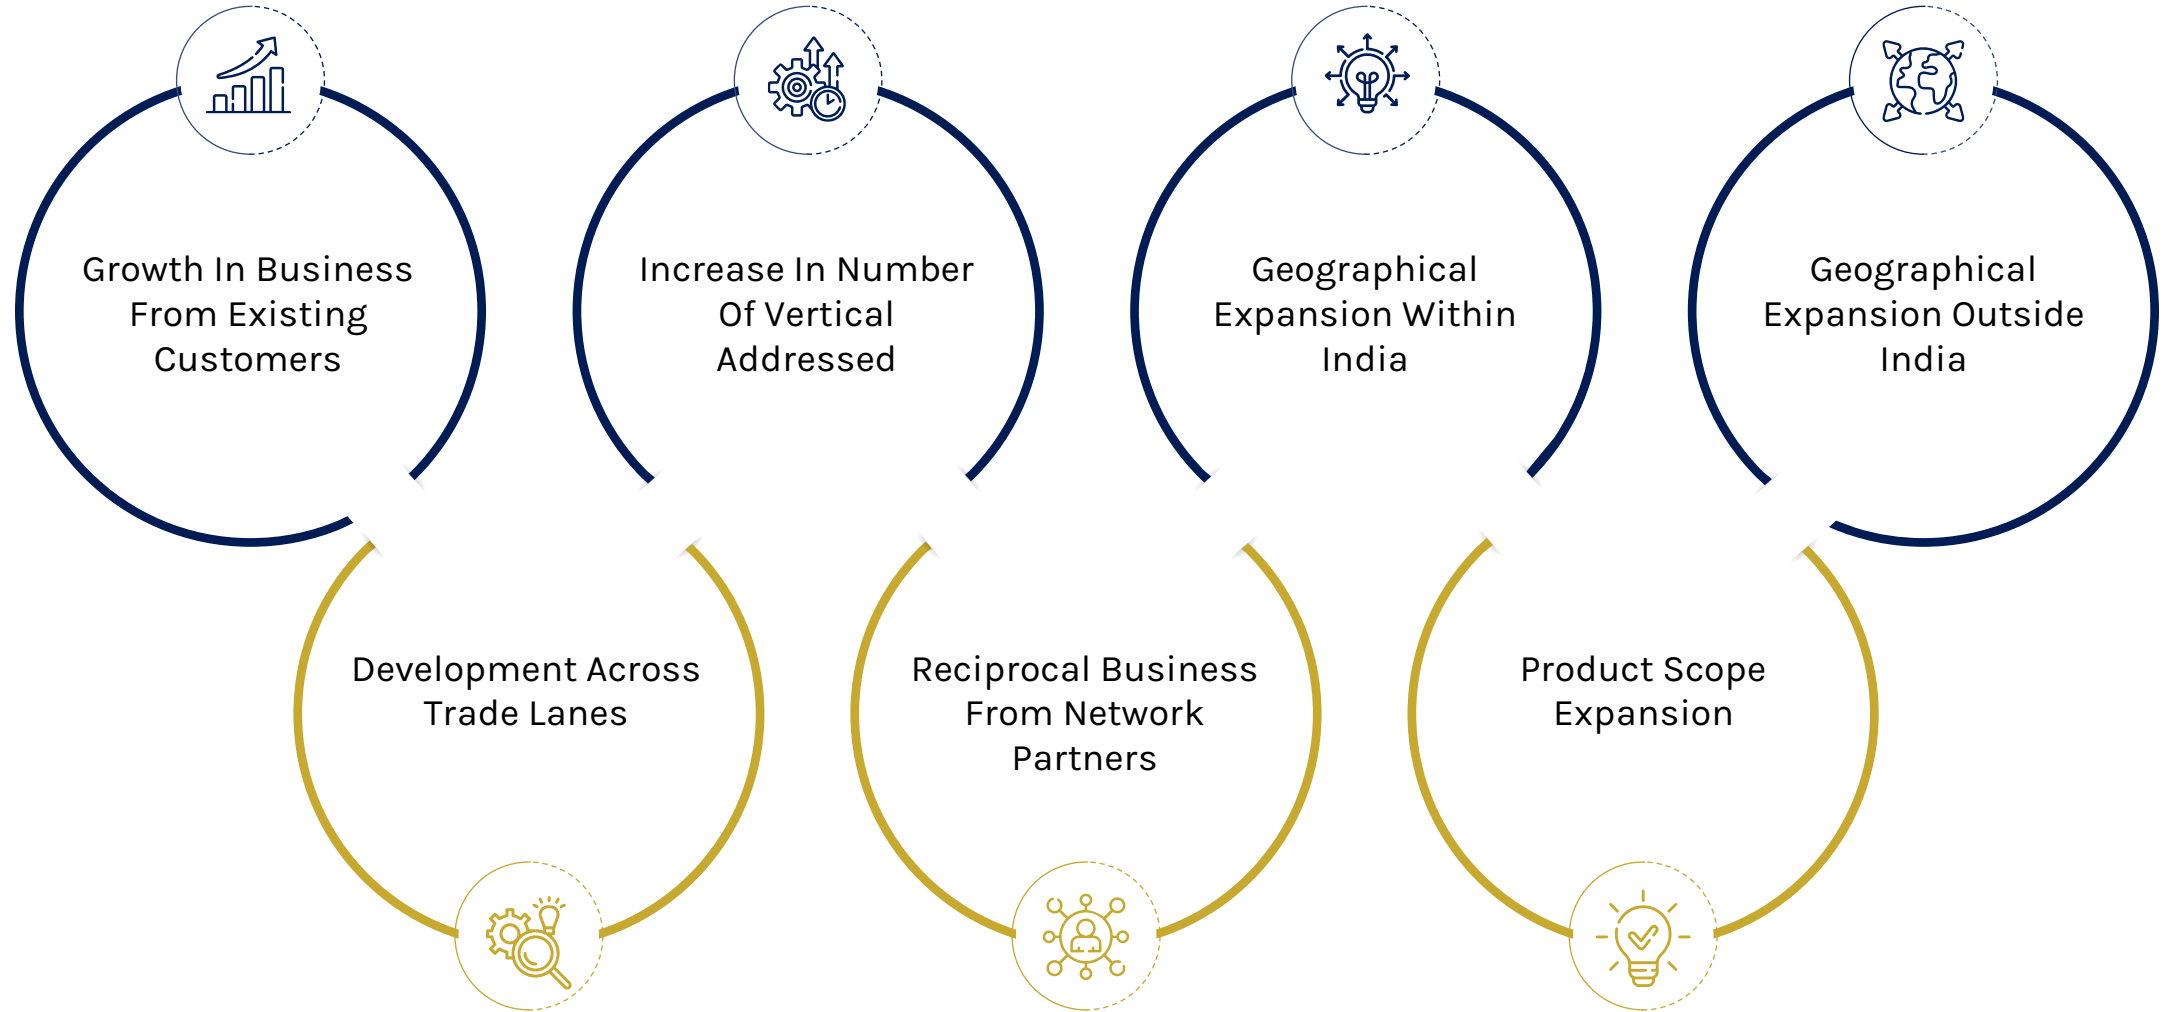 Growth In Business
From Existing
Customers
Increase In Number
Of Vertical
Addressed
Geographical
Expansion Within
India
Geographical
Expansion Outside
India
Development Across
Trade Lanes
Reciprocal Business
From Network
Partners
Product Scope
Expansion